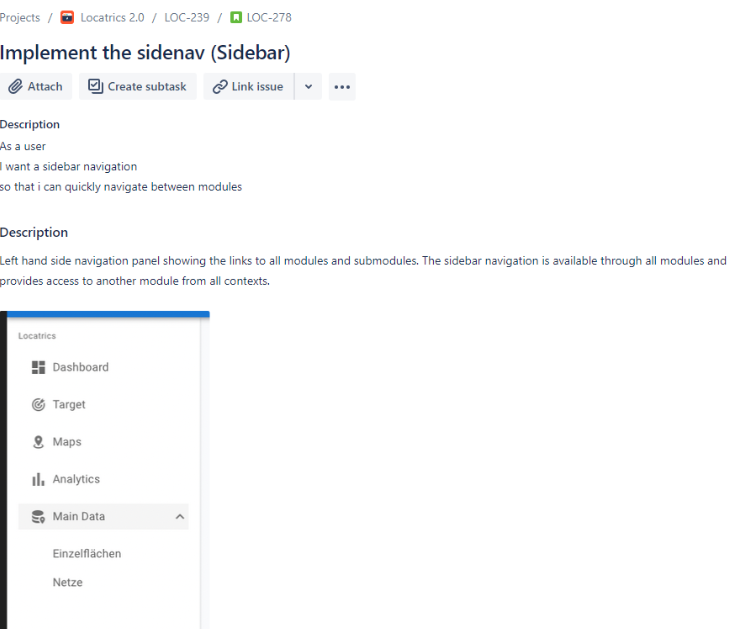 Projects / Locatrics 2.0 / LOC-239 / LOC-278
Implement the sidenav (Sidebar)
Attach Create subtask Link issue
Description
As a user
I want a sidebar navigation
so that i can quickly navigate between modules
Description
Left hand side navigation panel showing the links to all modules and submodules. The sidebar navigation is available through all modules and
provides access to another module from all contexts.
Locatrics
Dashboard
Target
Maps
Analytics
Main Data
Einzelflächen
Netze